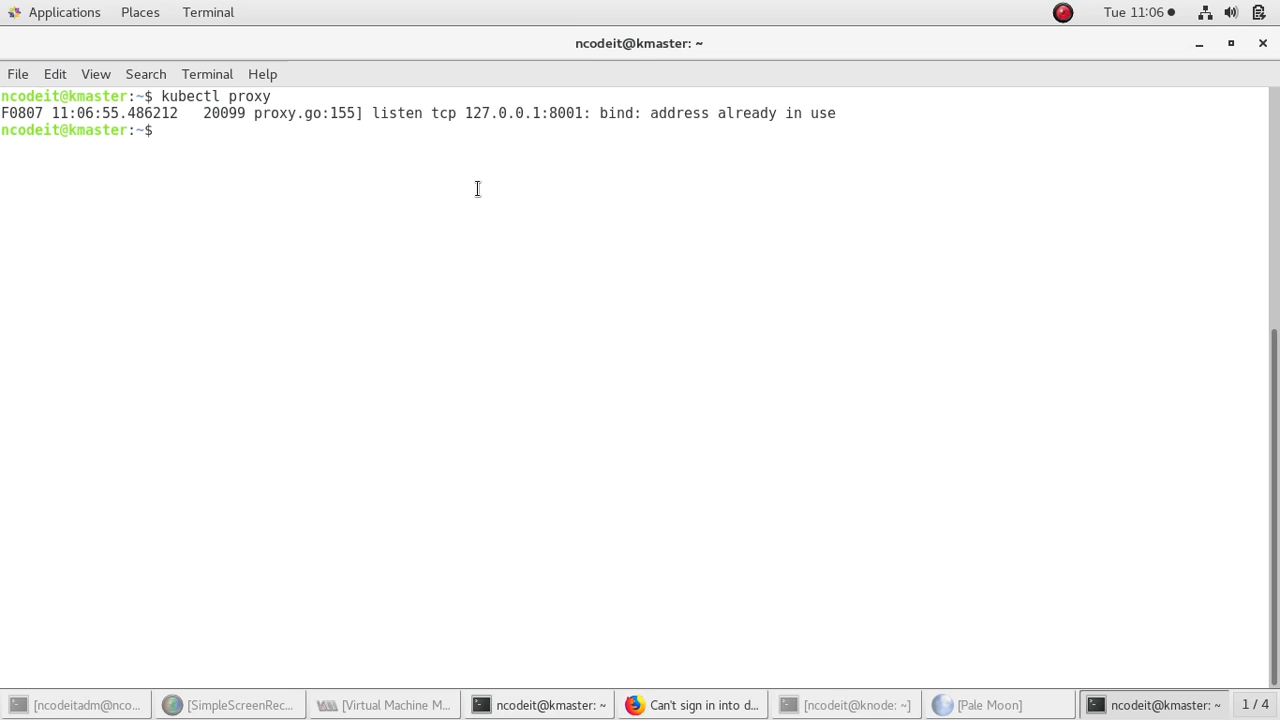 Applications Places Terminal Tue 11:06
ncodeit@kmaster: ~
File Edit View Search Terminal Help
ncodeit@kmaster:~$ kubectl proxy
F0807 11:06:55.486212   20099 proxy.go:155] listen tcp 127.0.0.1:8001: bind: address already in use
ncodeit@kmaster:~$
[ncodeitadm@nco... [SimpleScreenRec... [Virtual Machine M... ncodeit@kmaster: ~ Can't sign in into d... [ncodeit@knode: ~] [Pale Moon] ncodeit@kmaster: ~ 1 / 4